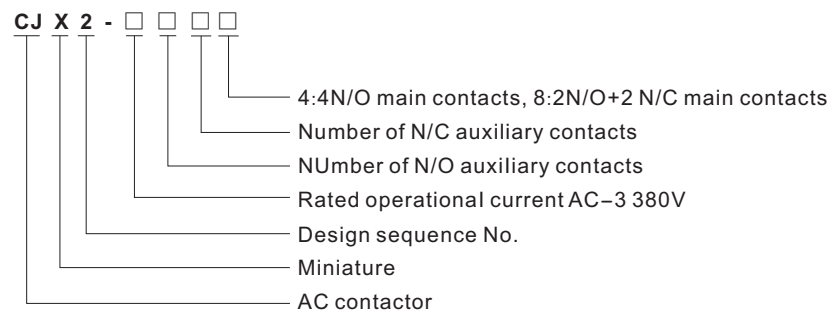 CJ X 2 - □ □ □ □
4:4N/O main contacts, 8:2N/O+2 N/C main contacts
Number of N/C auxiliary contacts
NUmber of N/O auxiliary contacts
Rated operational current AC−3 380V
Design sequence No.
Miniature
AC contactor